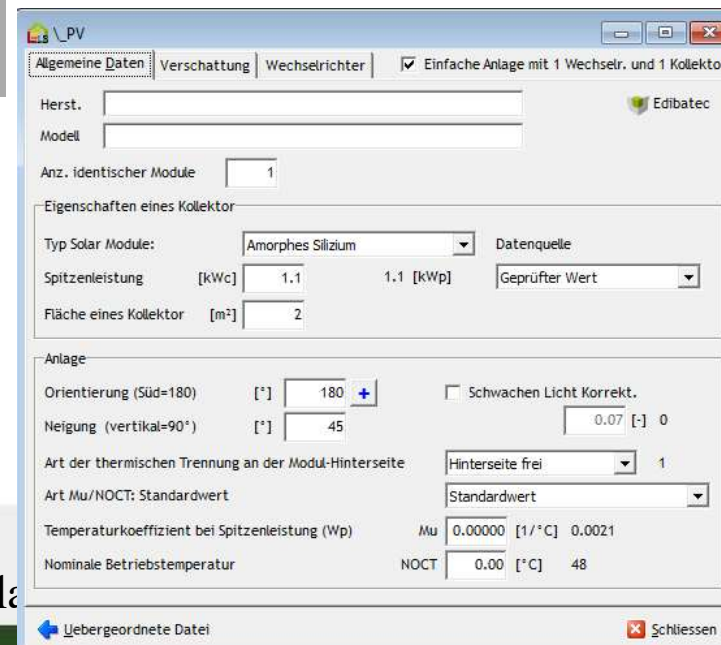 \_PV
Allgemeine Daten Verschattung Wechselrichter Einfache Anlage mit 1 Wechselr. und 1 Kollekto
Herst. Edibatec
Modell
Anz. identischer Module 1
Eigenschaften eines Kollektor
Typ Solar Module: Amorphes Silizium Datenquelle
Spitzenleistung [kWc] 1.1 1.1 [kWp] Geprüfter Wert
Fläche eines Kollektor [m²] 2
Anlage
Orientierung (Süd=180) [°] 180 + Schwachen Licht Korrekt.
Neigung (vertikal=90°) [°] 45 0.07 [-] 0
Art der thermischen Trennung an der Modul-Hinterseite Hinterseite frei 1
Art Mu/NOCT: Standardwert Standardwert
Temperaturkoeffizient bei Spitzenleistung (Wp) Mu 0.00000 [1/°C] 0.0021
Nominale Betriebstemperatur NOCT 0.00 [°C] 48
Uebergeordnete Datei Schliessen